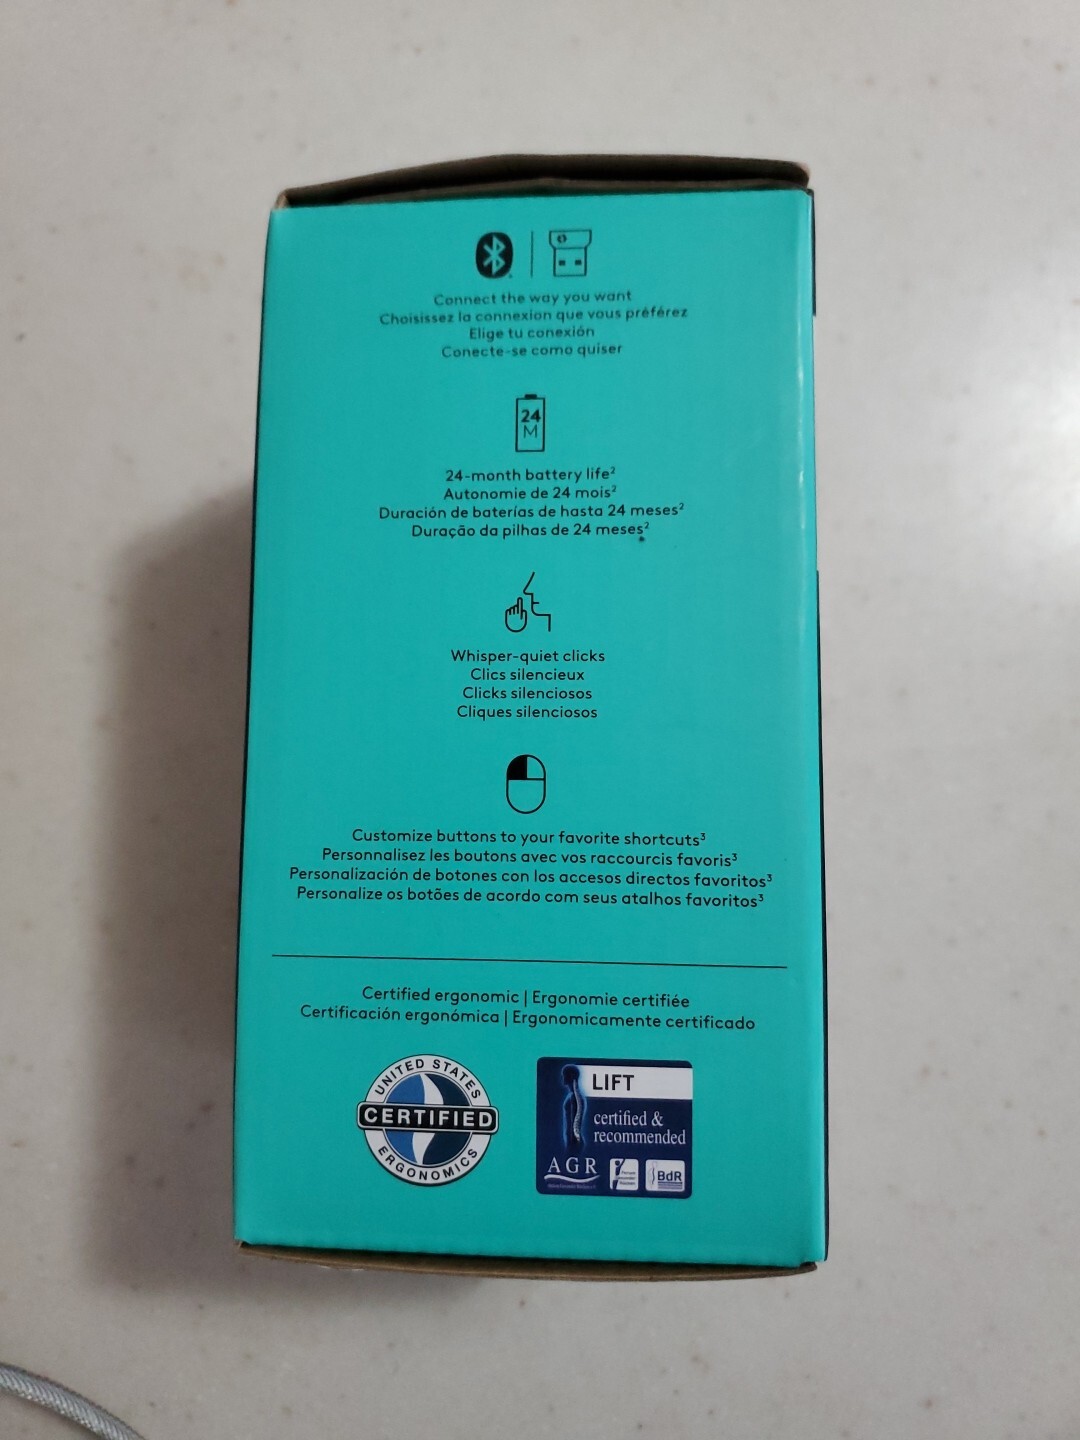 Connect the way you want
Choisissez la connexion que vous préférez
Elige tu conexión
Conecte-se como quiser
24
M
24-month battery life²
Autonomie de 24 mois²
Duración de baterías de hasta 24 meses²
Duração da pilhas de 24 meses²
Whisper-quiet clicks
Clics silencieux
Clicks silenciosos
Cliques silenciosos
Customize buttons to your favorite shortcuts³
Personnalisez les boutons avec vos raccourcis favoris³
Personalización de botones con los accesos directos favoritos³
Personalize os botões de acordo com seus atalhos favoritos³
Certified ergonomic | Ergonomie certifiée
Certificación ergonómica | Ergonomicamente certificado
UNITED STATES
CERTIFIED
ERGONOMICS
LIFT
certified &
recommended
AGR
BdR